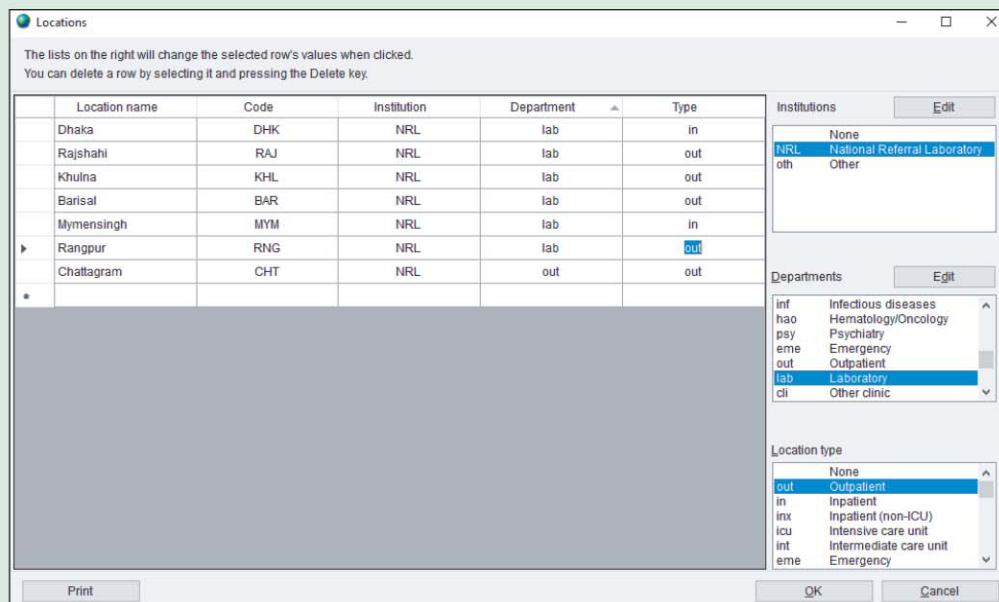 Locations
The lists on the right will change the selected row's values when clicked.
You can delete a row by selecting it and pressing the Delete key.
Location name Code Institution Department Type
Dhaka DHK NRL lab in
Rajshahi RAJ NRL lab out
Khulna KHL NRL lab out
Barisal BAR NRL lab out
Mymensingh MYM NRL lab in
Rangpur RNG NRL lab out
Chattagram CHT NRL out out
Institutions Edit
None
NRL National Referral Laboratory
oth Other
Departments Edit
inf Infectious diseases
hao Hematology/Oncology
psy Psychiatry
eme Emergency
out Outpatient
lab Laboratory
cli Other clinic
Location type
None
out Outpatient
in Inpatient
inx Inpatient (non-ICU)
icu Intensive care unit
int Intermediate care unit
eme Emergency
Print OK Cancel